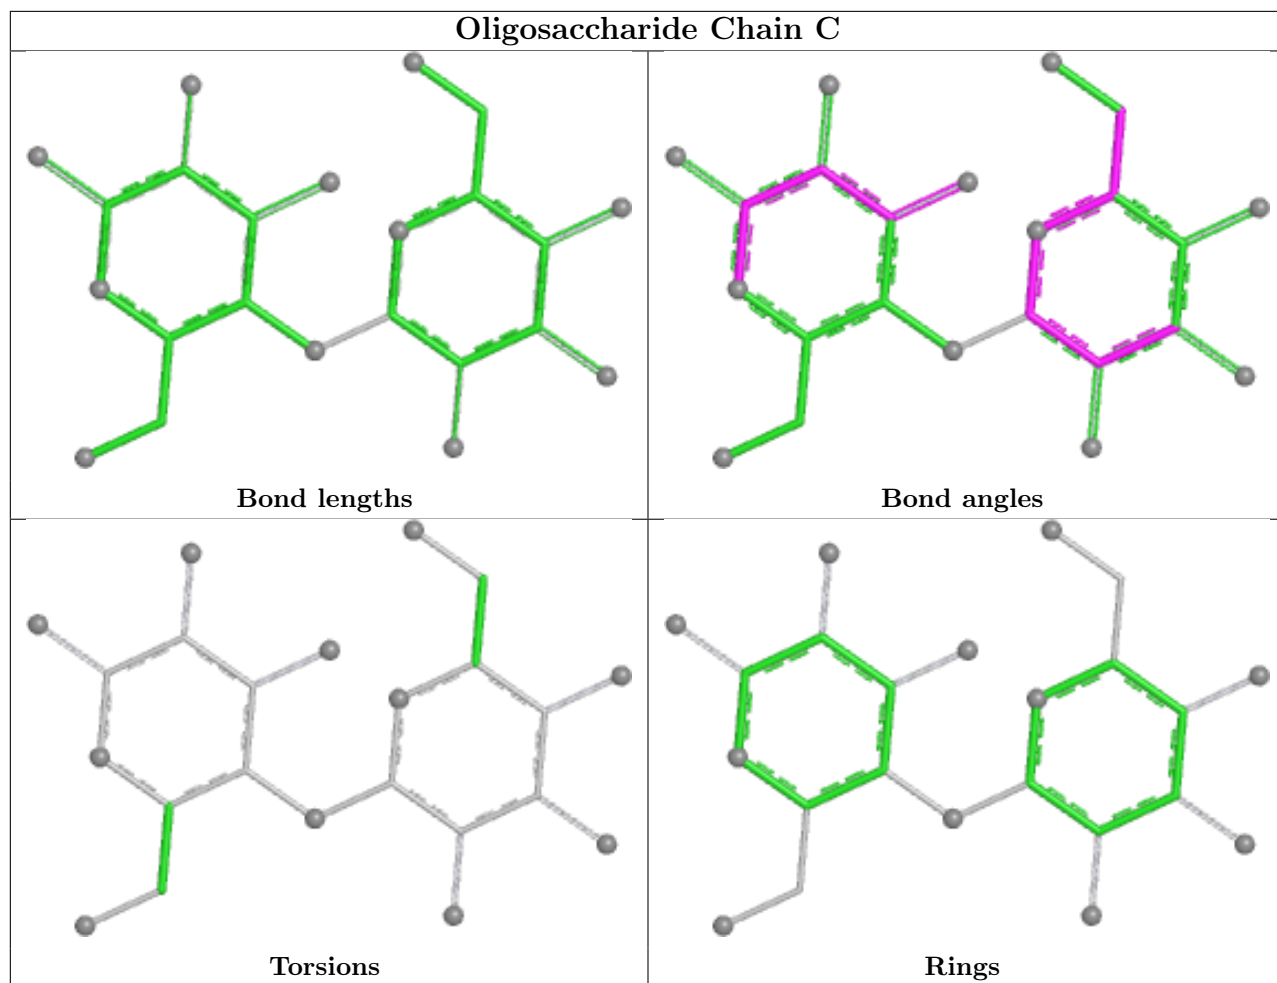 Oligosaccharide Chain C
Bond lengths
Bond angles
Torsions
Rings